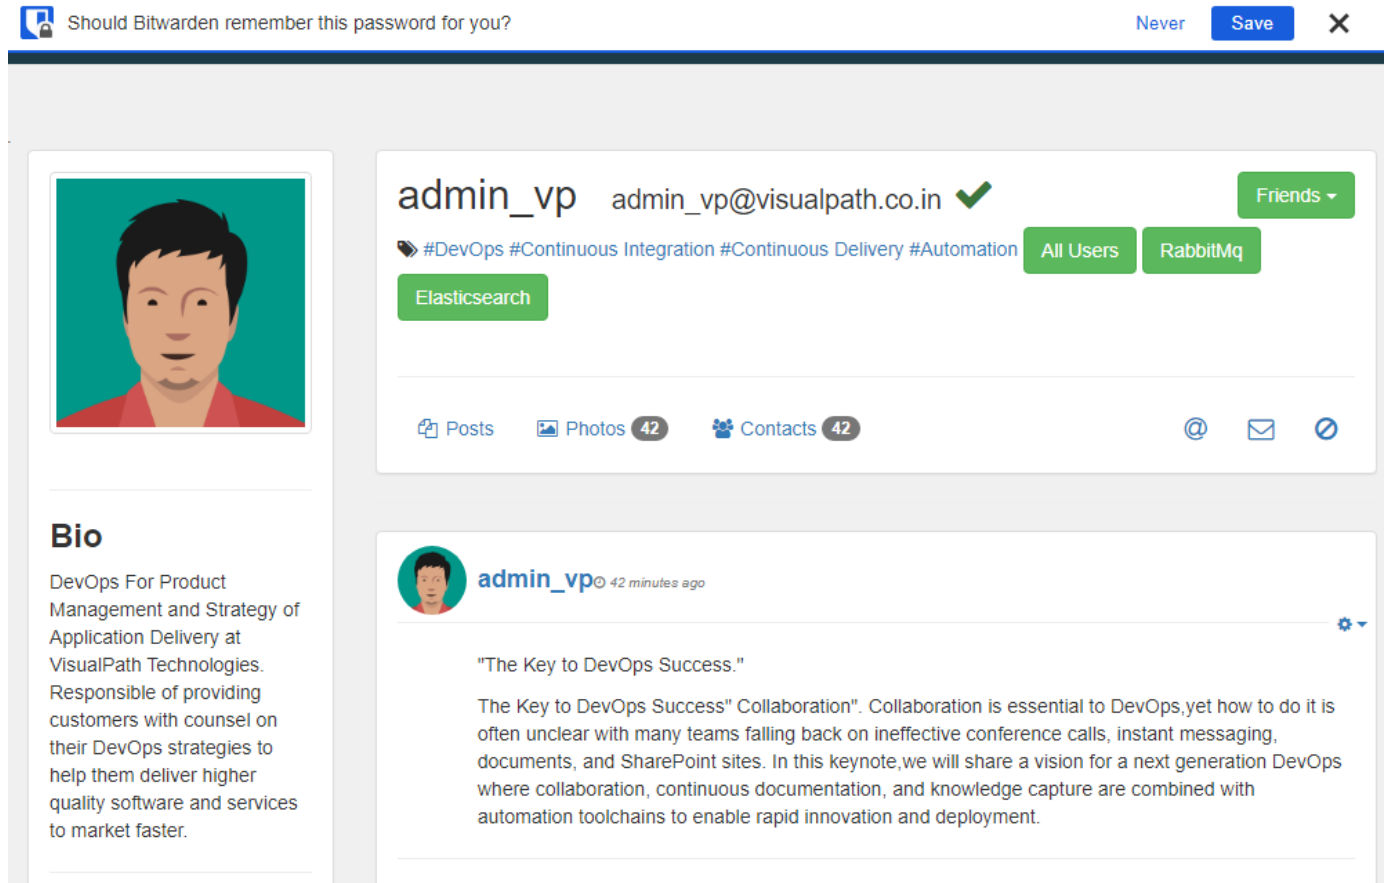 Should Bitwarden remember this password for you?
Never
Save
admin_vp
admin_vp@visualpath.co.in
Friends
#DevOps #Continuous Integration #Continuous Delivery #Automation
All Users
RabbitMq
Elasticsearch
Posts
Photos 42
Contacts 42
@
Bio
DevOps For Product
Management and Strategy of
Application Delivery at
VisualPath Technologies.
Responsible of providing
customers with counsel on
their DevOps strategies to
help them deliver higher
quality software and services
to market faster.
admin_vp 42 minutes ago
"The Key to DevOps Success."
The Key to DevOps Success" Collaboration". Collaboration is essential to DevOps,yet how to do it is
often unclear with many teams falling back on ineffective conference calls, instant messaging,
documents, and SharePoint sites. In this keynote,we will share a vision for a next generation DevOps
where collaboration, continuous documentation, and knowledge capture are combined with
automation toolchains to enable rapid innovation and deployment.